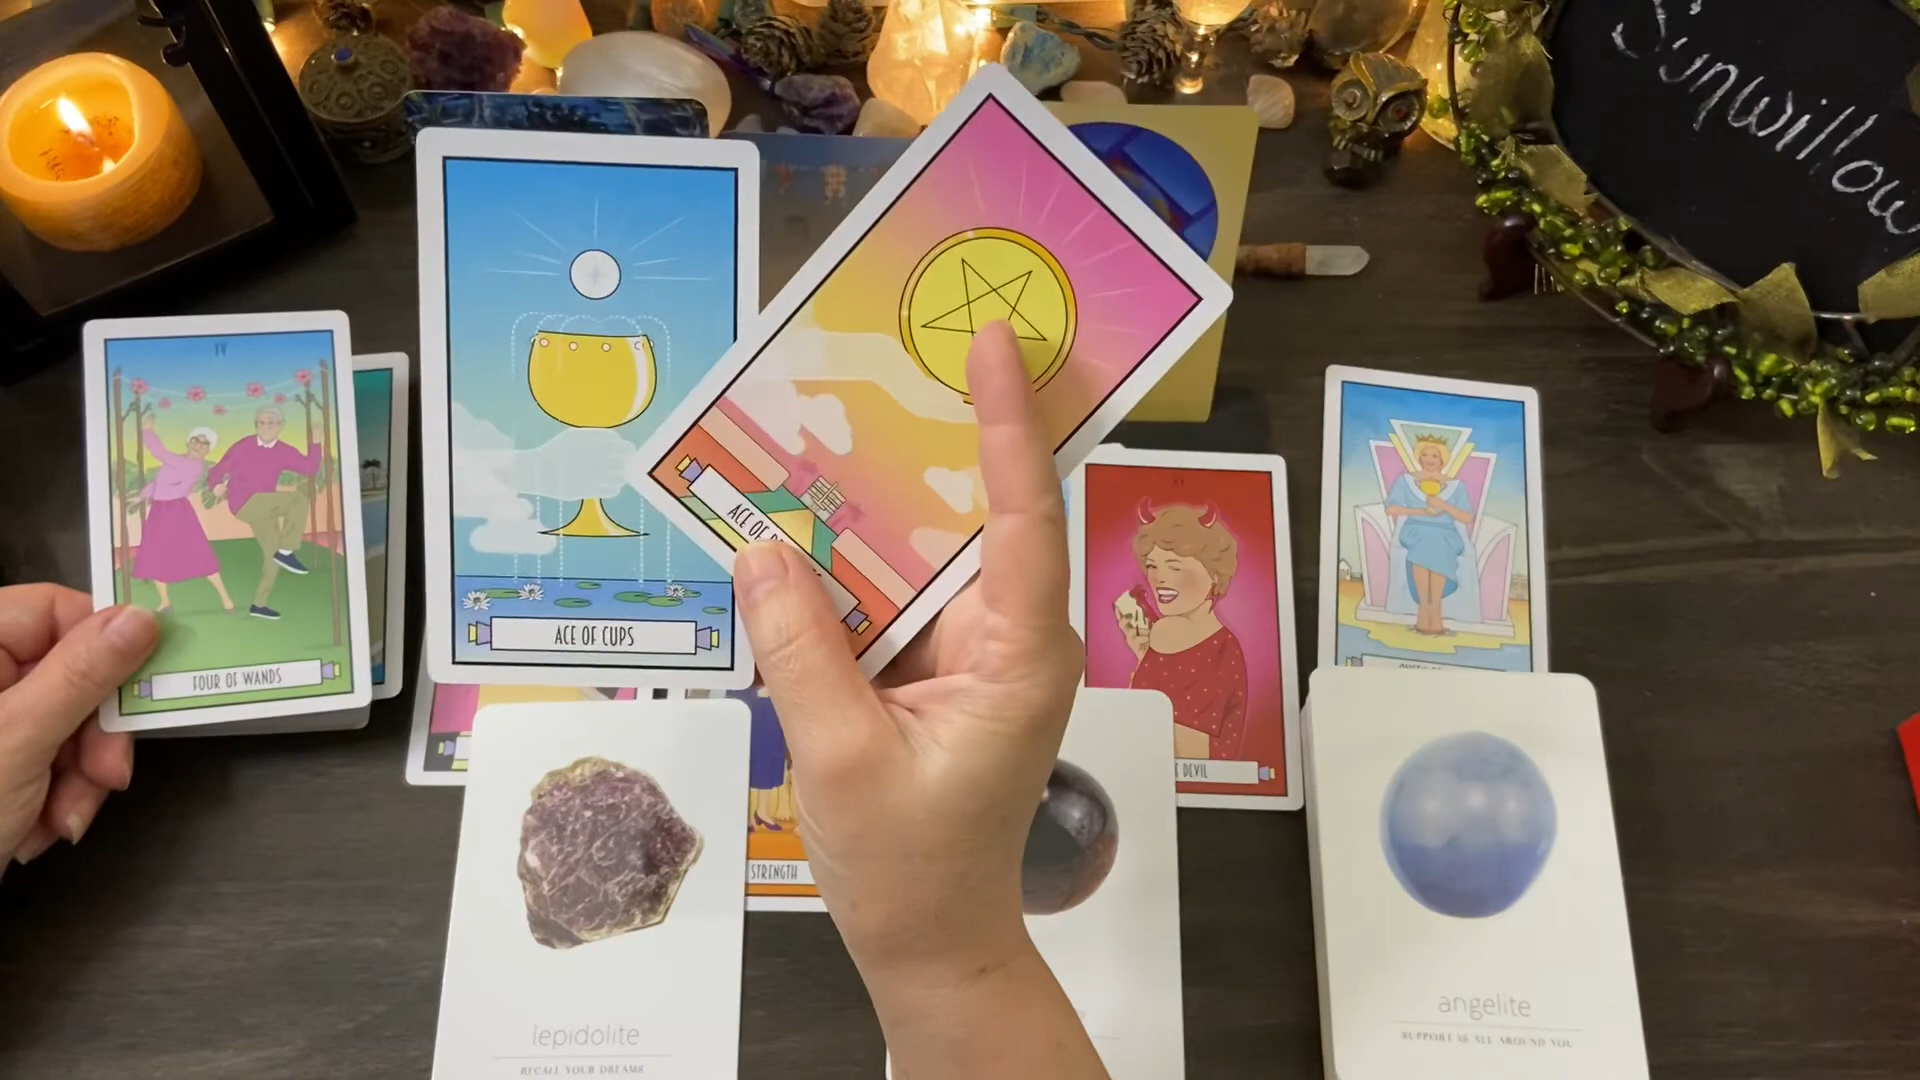 Sunwillow
IV
FOUR OF WANDS
ACE OF CUPS
ACE OF
DEVIL
STRENGTH
lepidolite
RECALL YOUR DREAMS
angelite
SUPPORT IS ALL AROUND YOU